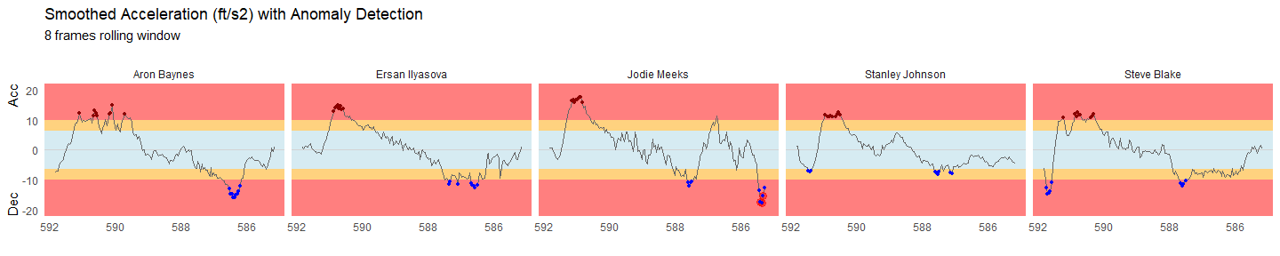 Smoothed Acceleration (ft/s2) with Anomaly Detection
8 frames rolling window
Aron Baynes
Ersan Ilyasova
Jodie Meeks
Stanley Johnson
Steve Blake
Acc
Dec
20
10
0
-10
-20
592 590 588 586
592 590 588 586
592 590 588 586
592 590 588 586
592 590 588 586